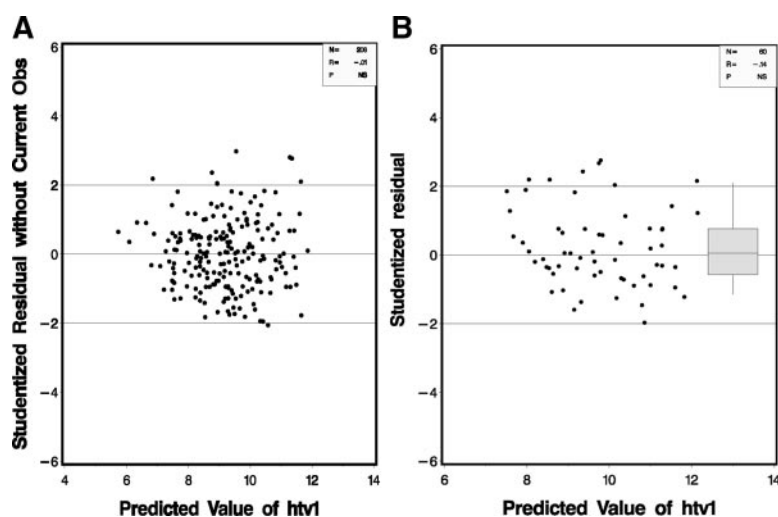 A
N= 206
R= -.01
P NS
Studentized Residual without Current Obs
6
4
2
0
-2
-4
-6
4 6 8 10 12 14
Predicted Value of htv1
B
N= 60
R= -.14
P NS
Studentized residual
6
4
2
0
-2
-4
-6
6 8 10 12 14
Predicted Value of htv1